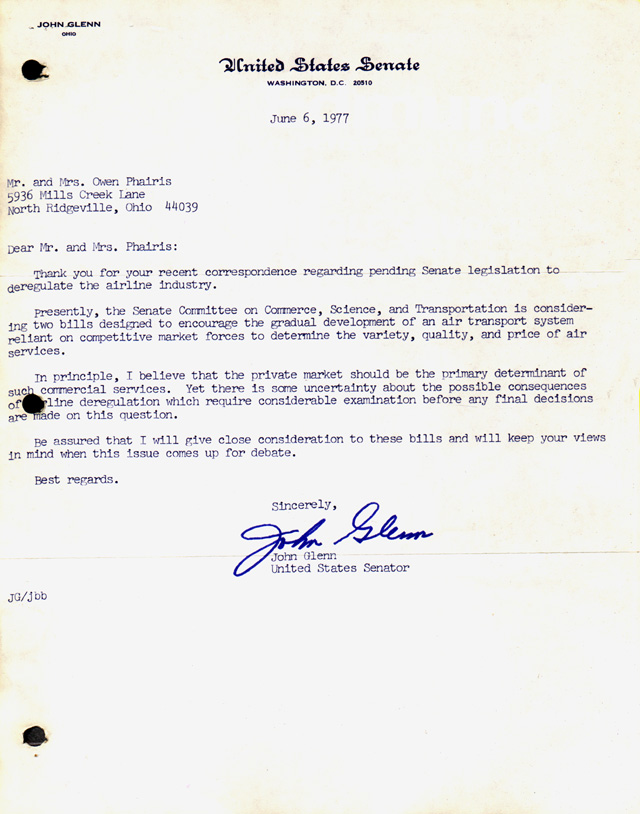 JOHN GLENN
OHIO
United States Senate
WASHINGTON, D.C. 20510
June 6, 1977
Mr. and Mrs. Owen Phairis
5936 Mills Creek Lane
North Ridgeville, Ohio 44039
Dear Mr. and Mrs. Phairis:
Thank you for your recent correspondence regarding pending Senate legislation to
deregulate the airline industry.
Presently, the Senate Committee on Commerce, Science, and Transportation is consider-
ing two bills designed to encourage the gradual development of an air transport system
reliant on competitive market forces to determine the variety, quality, and price of air
services.
In principle, I believe that the private market should be the primary determinant of
such commercial services. Yet there is some uncertainty about the possible consequences
of line deregulation which require considerable examination before any final decisions
are made on this question.
Be assured that I will give close consideration to these bills and will keep your views
in mind when this issue comes up for debate.
Best regards.
Sincerely,
John Glenn
John Glenn
United States Senator
JG/jbb